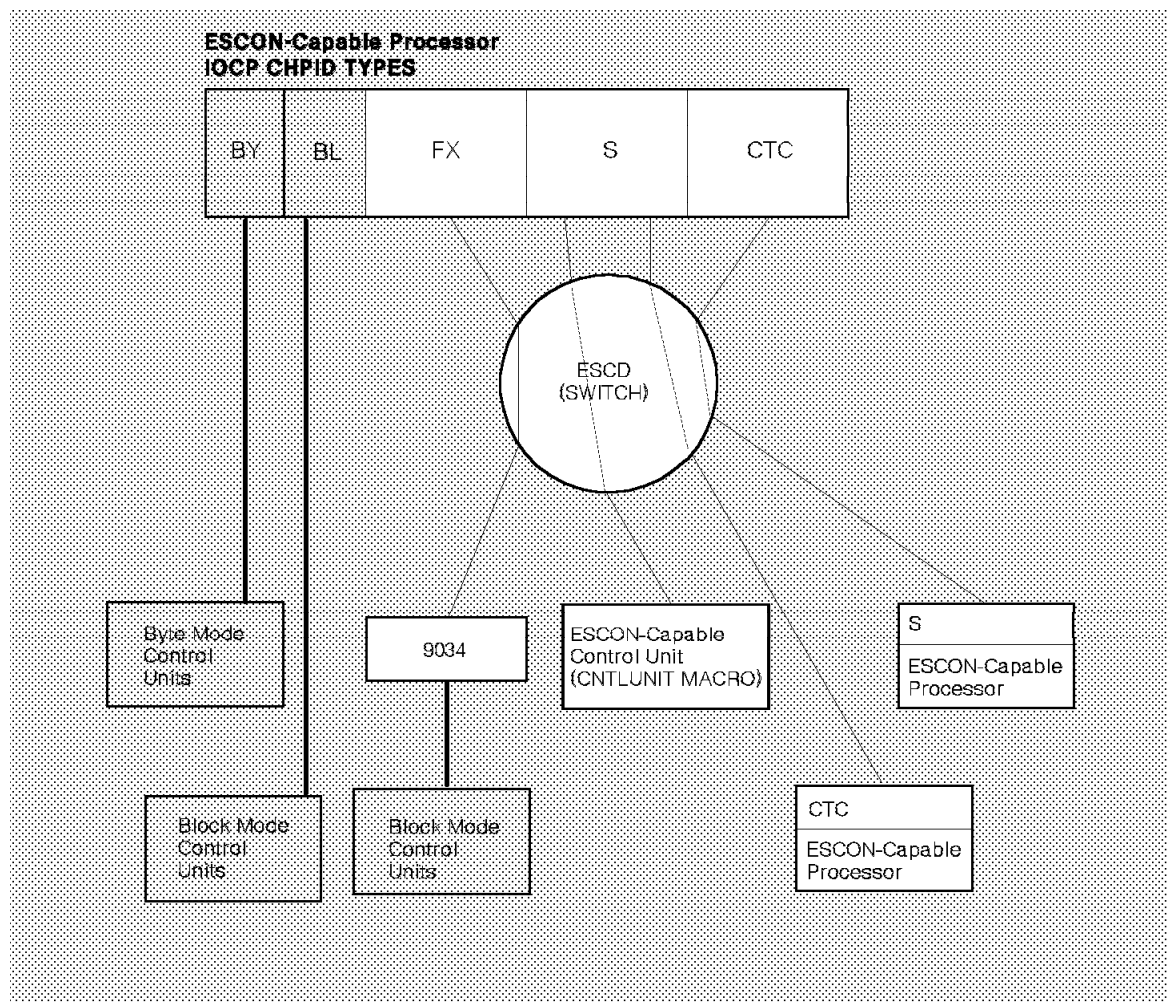 ESCON-Capable Processor
IOCP CHPID TYPES
BY
BL
FX
S
CTC
ESCD
(SWITCH)
Byte Mode
Control
Units
9034
ESCON-Capable
Control Unit
(CNTLUNIT MACRO)
S
ESCON-Capable
Processor
Block Mode
Control
Units
Block Mode
Control
Units
CTC
ESCON-Capable
Processor